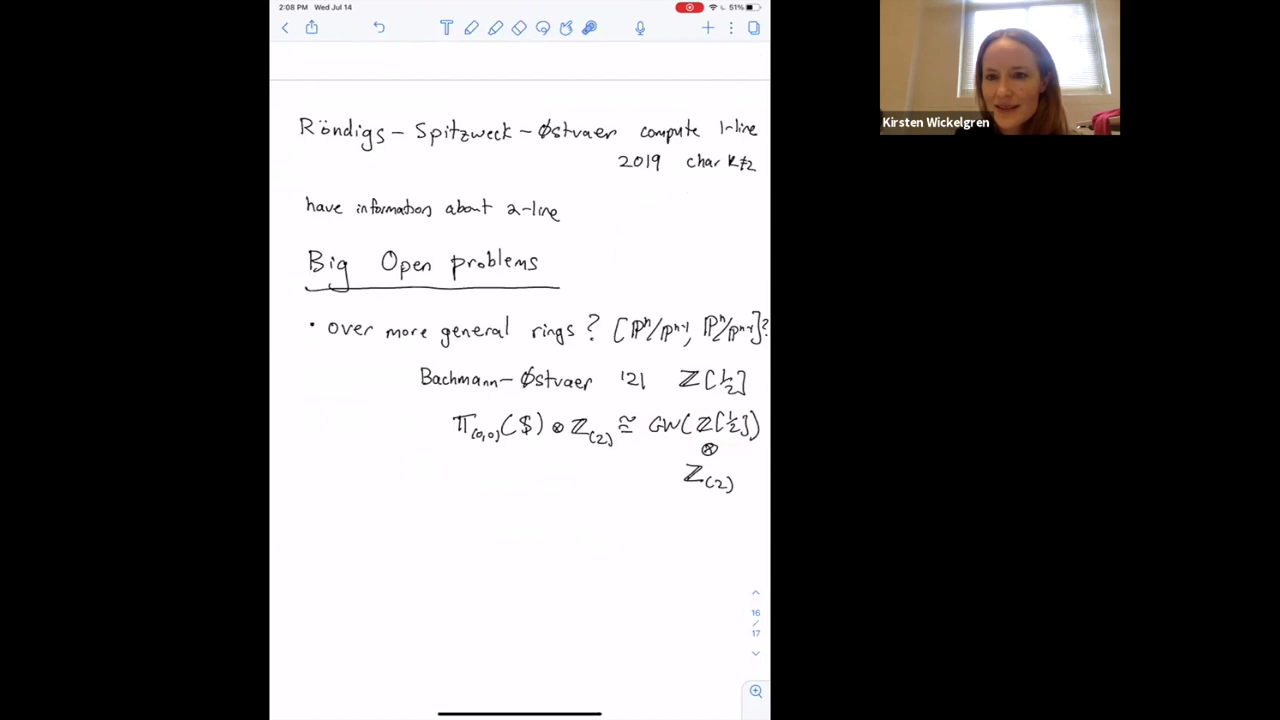 2:08 PM Wed Jul 14
51%
Kirsten Wickelgren
Röndigs – Spitzweck – Østvaer compute 1-line
2019 char k≠2
have information about 2-line
Big Open problems
• over more general rings? [ℙⁿ/ℙⁿ⁻¹, ℙⁿ/ℙⁿ⁻¹]?
Bachmann – Østvaer '21 ℤ[1/2]
π₍₀,₀₎($) ⊗ ℤ₍₂₎ ≅ GW(ℤ[1/2])
⊗
ℤ₍₂₎
16
/
17